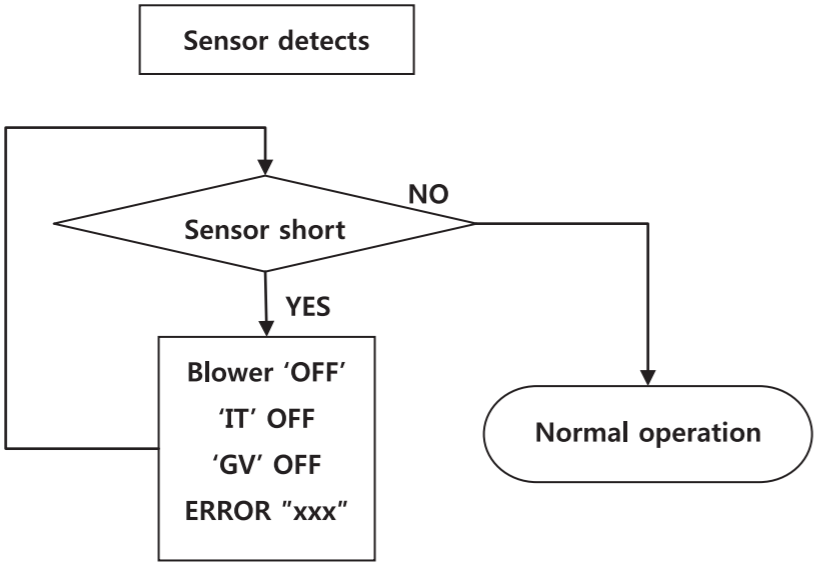 Sensor detects
NO
Sensor short
YES
Blower ‘OFF’
‘IT’ OFF
‘GV’ OFF
ERROR ”xxx”
Normal operation